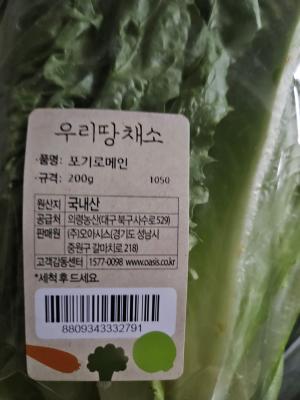 우리땅채소
·품명: 포기로메인
·규격: 200g 1050
원산지 국내산
공급처 의령농산(대구 북구사수로529)
판매원 (주)오아시스(경기도 성남시
중원구 갈마치로 218)
고객감동센터 1577-0098 www.oasis.co.kr
*세척 후 드세요.
8809343332791